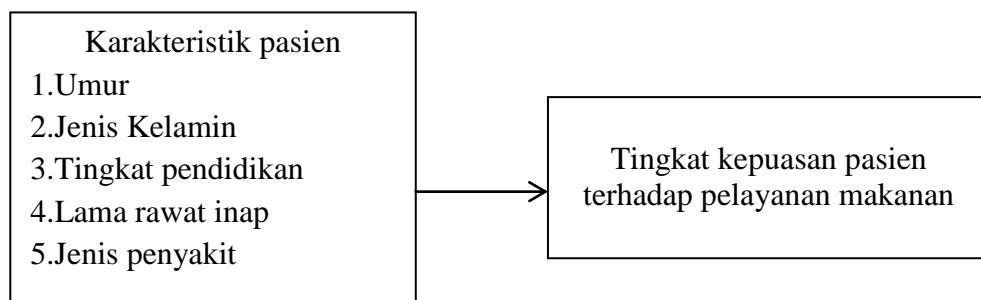 Karakteristik pasien
1.Umur
2.Jenis Kelamin
3.Tingkat pendidikan
4.Lama rawat inap
5.Jenis penyakit
Tingkat kepuasan pasien
terhadap pelayanan makanan